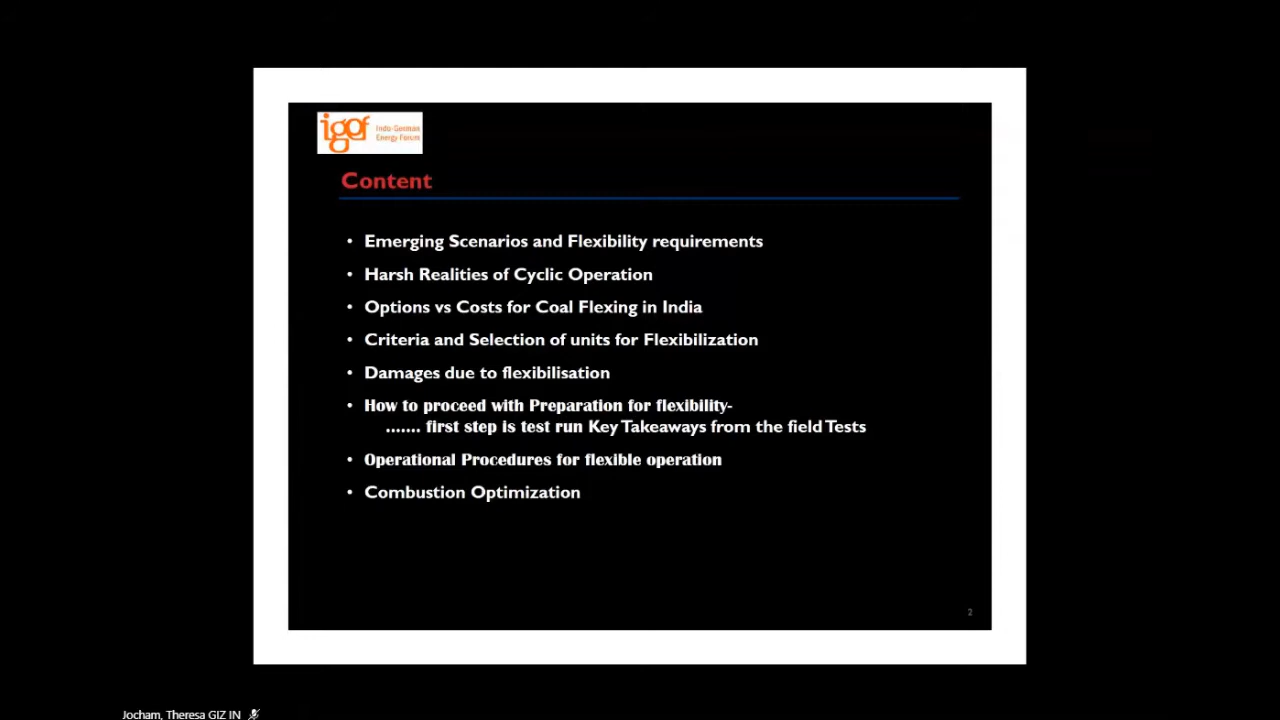 igef Indo-German
Energy Forum
Content
• Emerging Scenarios and Flexibility requirements
• Harsh Realities of Cyclic Operation
• Options vs Costs for Coal Flexing in India
• Criteria and Selection of units for Flexibilization
• Damages due to flexibilisation
• How to proceed with Preparation for flexibility-
....... first step is test run Key Takeaways from the field Tests
• Operational Procedures for flexible operation
• Combustion Optimization
2
Jocham, Theresa GIZ IN